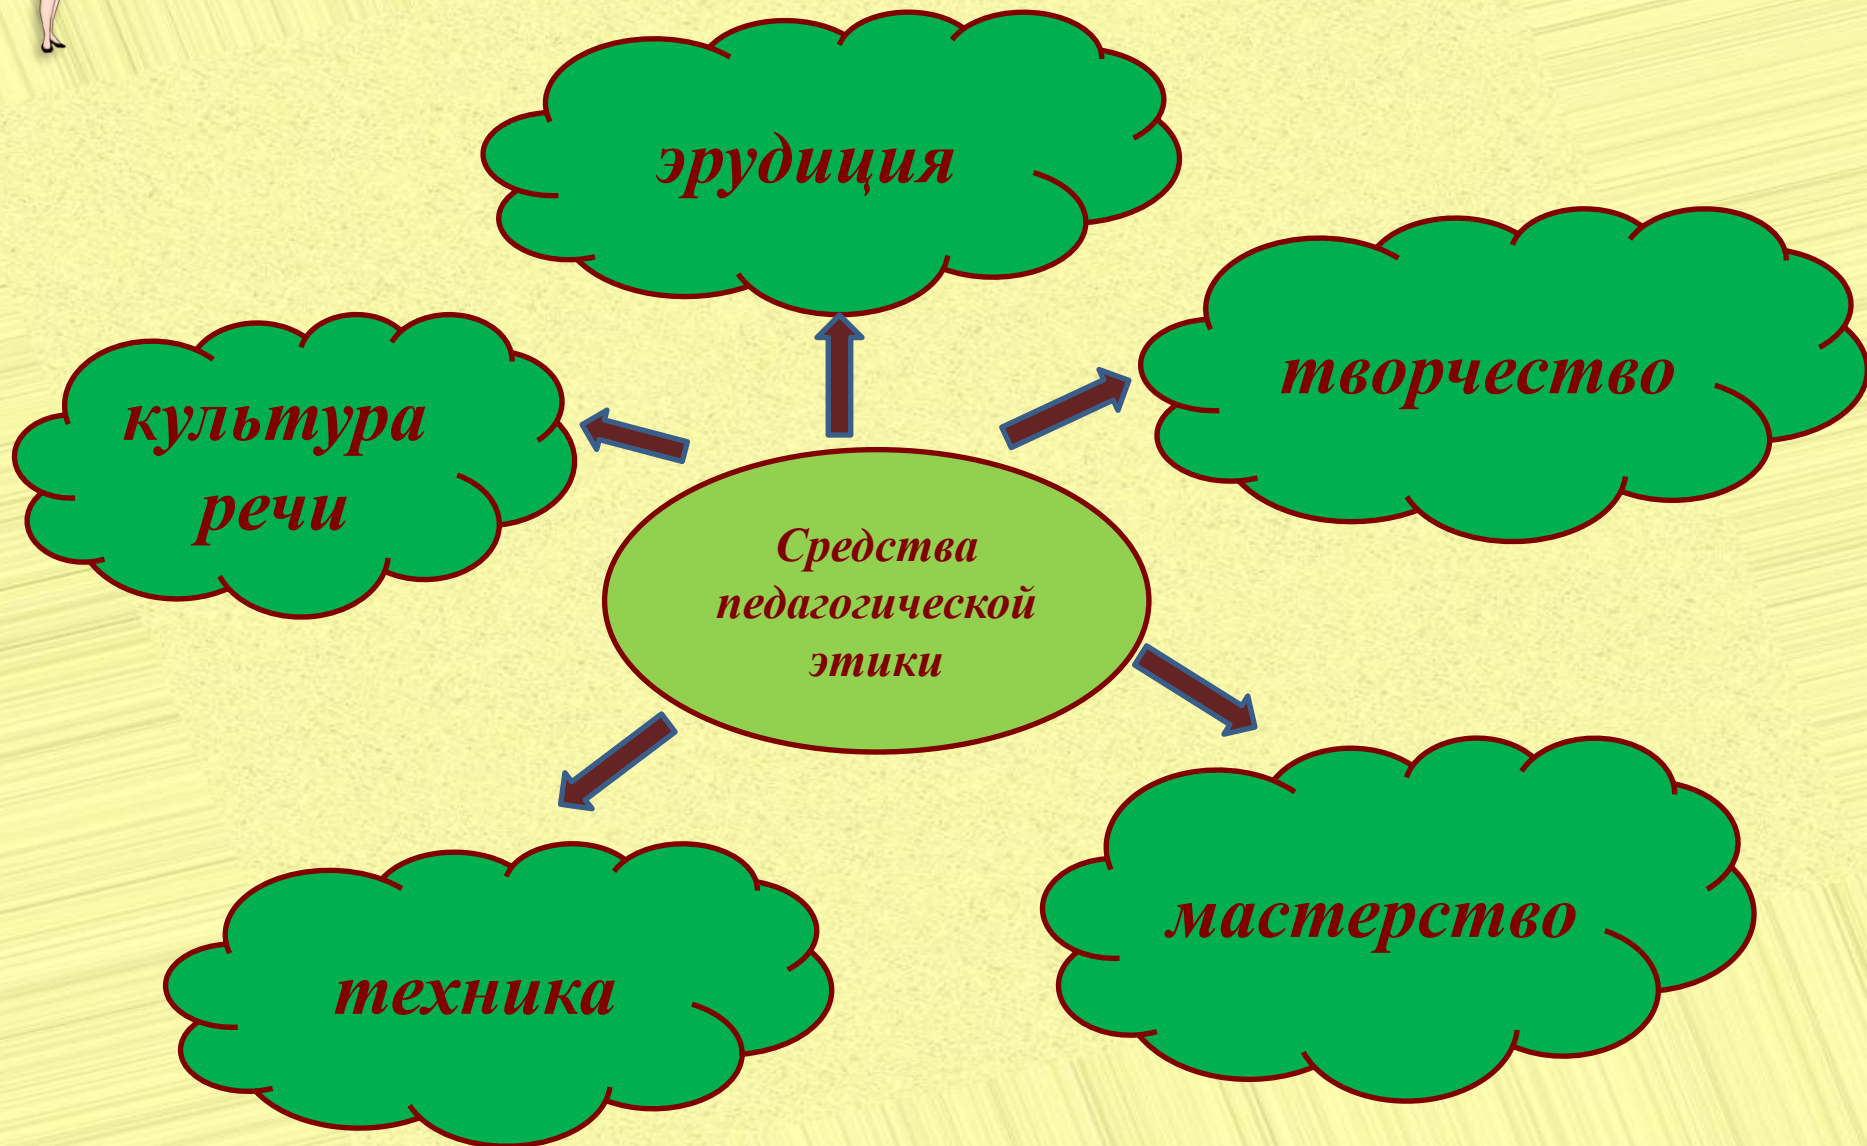 эрудиция
творчество
культура
речи
Средства
педагогической
этики
мастерство
техника